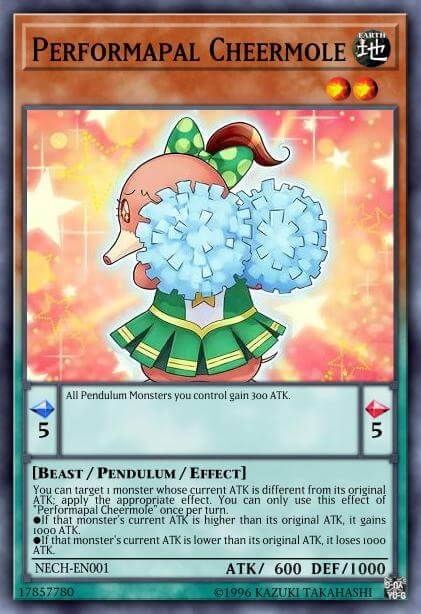 PERFORMAPAL CHEERMOLE
EARTH
地
All Pendulum Monsters you control gain 300 ATK.
5
5
[BEAST / PENDULUM / EFFECT]
You can target 1 monster whose current ATK is different from its original
ATK; apply the appropriate effect. You can only use this effect of
"Performapal Cheermole" once per turn.
●If that monster's current ATK is higher than its original ATK, it gains
1000 ATK.
●If that monster's current ATK is lower than its original ATK, it loses 1000
ATK.
NECH-EN001
ATK/ 600 DEF/1000
17857780
©1996 KAZUKI TAKAHASHI